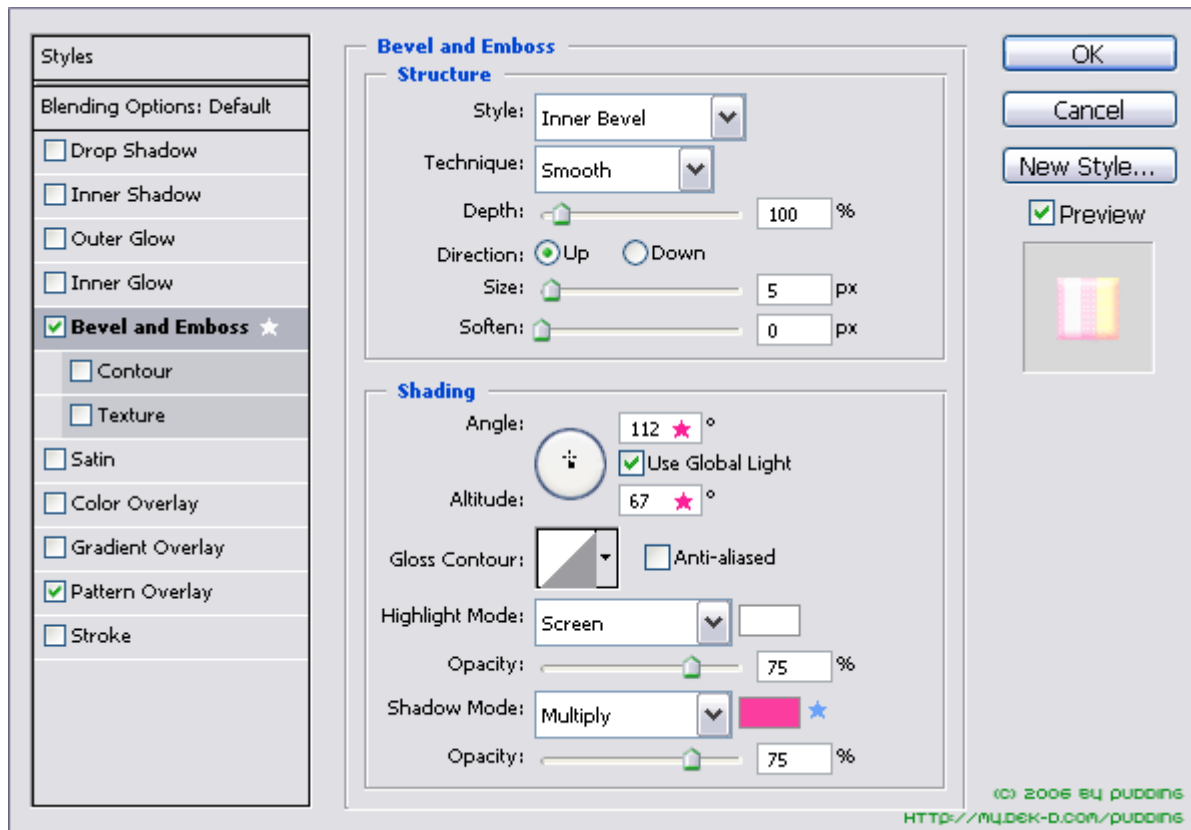 Styles
Blending Options: Default
Drop Shadow
Inner Shadow
Outer Glow
Inner Glow
Bevel and Emboss
Contour
Texture
Satin
Color Overlay
Gradient Overlay
Pattern Overlay
Stroke
Bevel and Emboss
Structure
Style: Inner Bevel
Technique: Smooth
Depth: 100 %
Direction: Up Down
Size: 5 px
Soften: 0 px
Shading
Angle: 112 °
Use Global Light
Altitude: 67 °
Gloss Contour: Anti-aliased
Highlight Mode: Screen
Opacity: 75 %
Shadow Mode: Multiply
Opacity: 75 %
OK
Cancel
New Style...
Preview
(C) 2006 BY PUDDING
HTTP://MY.DEK-D.COM/PUDDING